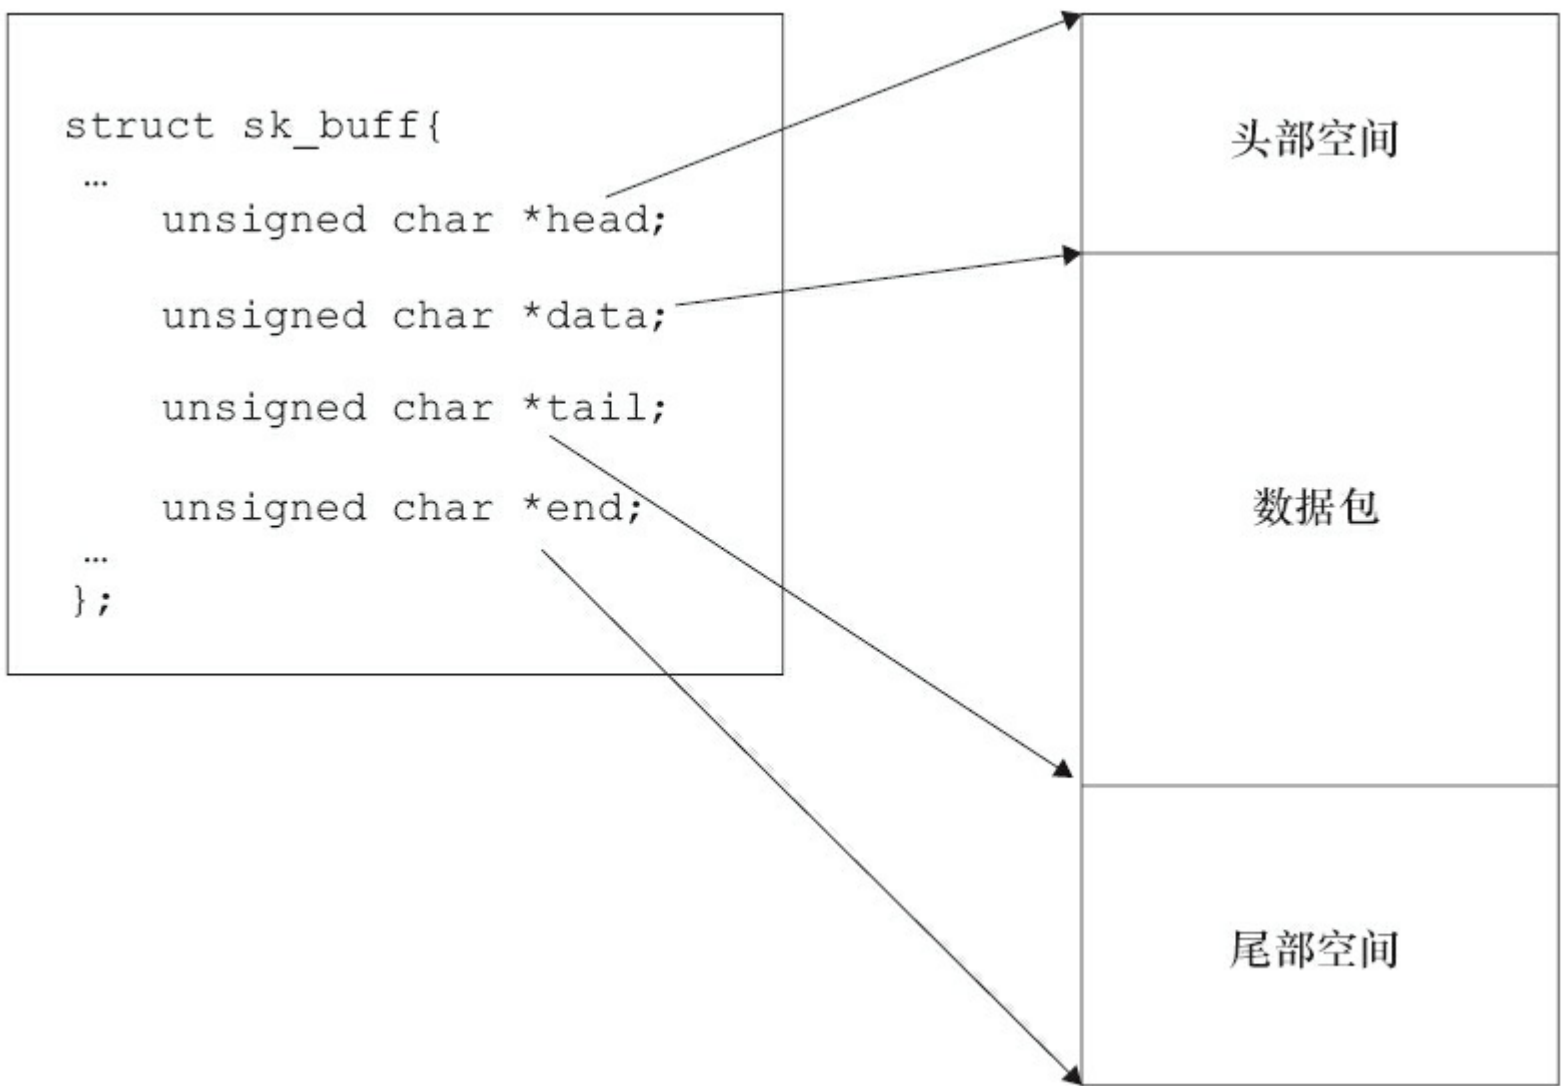 struct sk_buff{
…
unsigned char *head;
unsigned char *data;
unsigned char *tail;
unsigned char *end;
…
};
头部空间
数据包
尾部空间